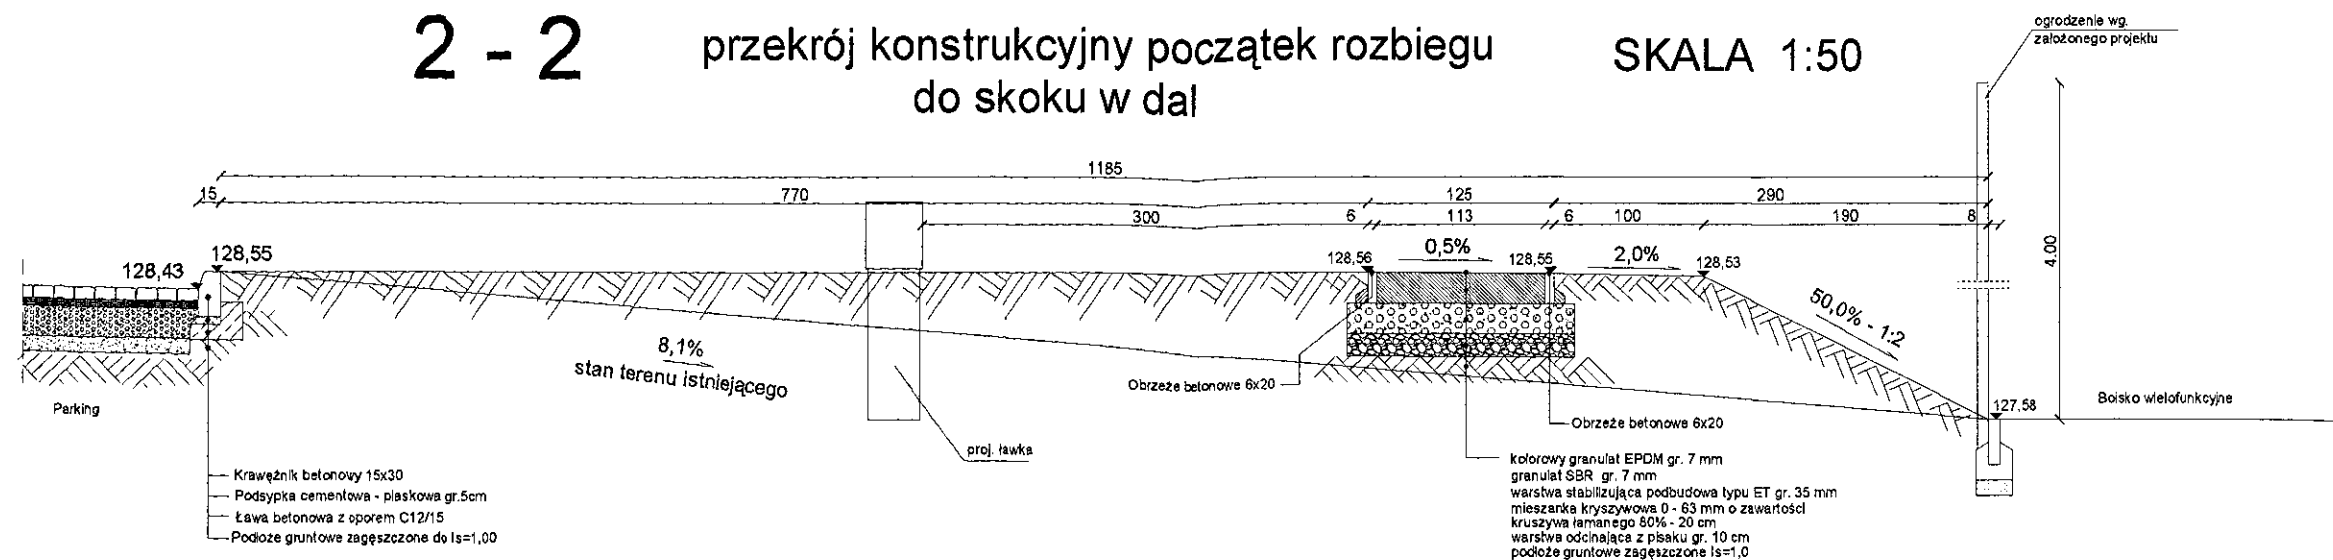 2 - 2
przekrój konstrukcyjny początek rozbiegu
do skoku w dal
SKALA 1:50
ogrodzenie wg.
założonego projektu
1185
15
770
125
290
300
6
113
6
100
190
8
4.00
128,43
128,55
128,56
0,5%
128,55
2,0%
128,53
50,0% - 1:2
8,1%
stan terenu istniejącego
Parking
Obrzeże betonowe 6x20
127,58
Boisko wielofunkcyjne
Obrzeże betonowe 6x20
proj. ławka
Krawężnik betonowy 15x30
Podsypka cementowa - piaskowa gr.5cm
Ława betonowa z oporem C12/15
Podłoże gruntowe zagęszczone do Is=1,00
kolorowy granulat EPDM gr. 7 mm
granulat SBR gr. 7 mm
warstwa stabilizująca podbudowa typu ET gr. 35 mm
mieszanka kryszywowa 0 - 63 mm o zawartości
kruszywa łamanego 80% - 20 cm
warstwa odcinająca z pisaku gr. 10 cm
podłoże gruntowe zagęszczone Is=1,0